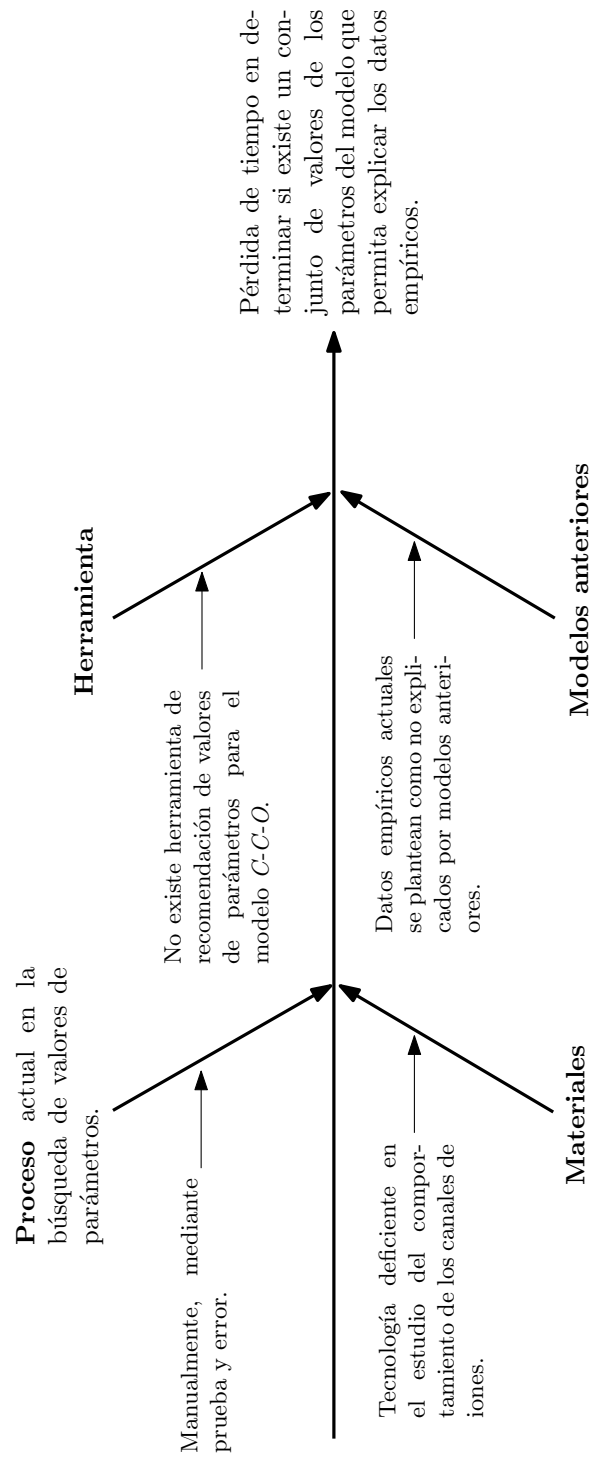 Proceso actual en la
búsqueda de valores de
parámetros.
Manualmente, mediante
prueba y error.
Herramienta
No existe herramienta de
recomendación de valores
de parámetros para el
modelo C-C-O.
Pérdida de tiempo en de-
terminar si existe un con-
junto de valores de los
parámetros del modelo que
permita explicar los datos
empíricos.
Tecnología deficiente en
el estudio del compor-
tamiento de los canales de
iones.
Materiales
Datos empíricos actuales
se plantean como no expli-
cados por modelos anteri-
ores.
Modelos anteriores